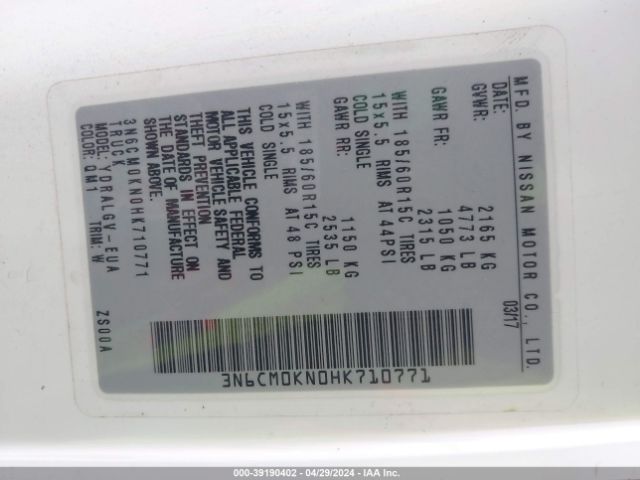 MFD. BY NISSAN MOTOR CO., LTD.
DATE: 03/17
GVWR: 2165 KG
4773 LB
GAWR FR: 1050 KG
2315 LB
WITH 185/60R15C TIRES
15x5.5 RIMS AT 44PSI
COLD SINGLE
GAWR RR: 1150 KG
2535 LB
WITH 185/60R15C TIRES
15x5.5 RIMS AT 48 PSI
COLD SINGLE
THIS VEHICLE CONFORMS TO
ALL APPLICABLE FEDERAL
MOTOR VEHICLE SAFETY AND
THEFT PREVENTION
STANDARDS IN EFFECT ON
THE DATE OF MANUFACTURE
SHOWN ABOVE.
3N6CM0KN0HK710771
TRUCK
MODEL: YDRALGV-EUA
COLOR: QM1 TRIM: W ZS00A
3N6CM0KN0HK710771
000-39190402 - 04/29/2024 - IAA Inc.